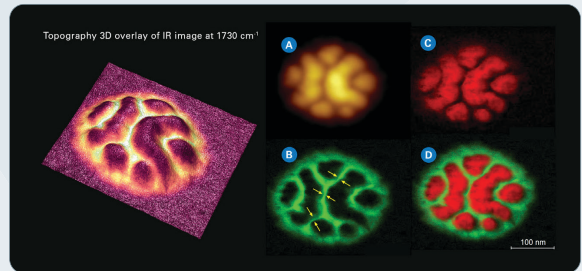 Topography 3D overlay of IR image at 1730 cm⁻¹
A
C
B
D
100 nm